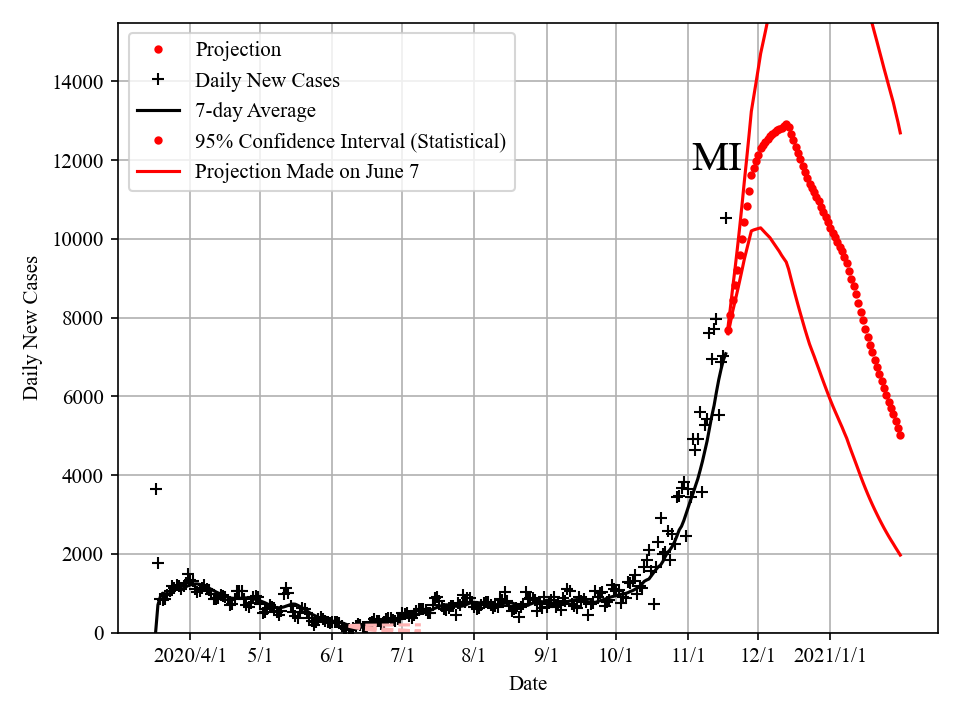 Projection
Daily New Cases
7-day Average
95% Confidence Interval (Statistical)
Projection Made on June 7
MI
14000
12000
10000
8000
6000
4000
2000
0
Daily New Cases
2020/4/1 5/1 6/1 7/1 8/1 9/1 10/1 11/1 12/1 2021/1/1
Date